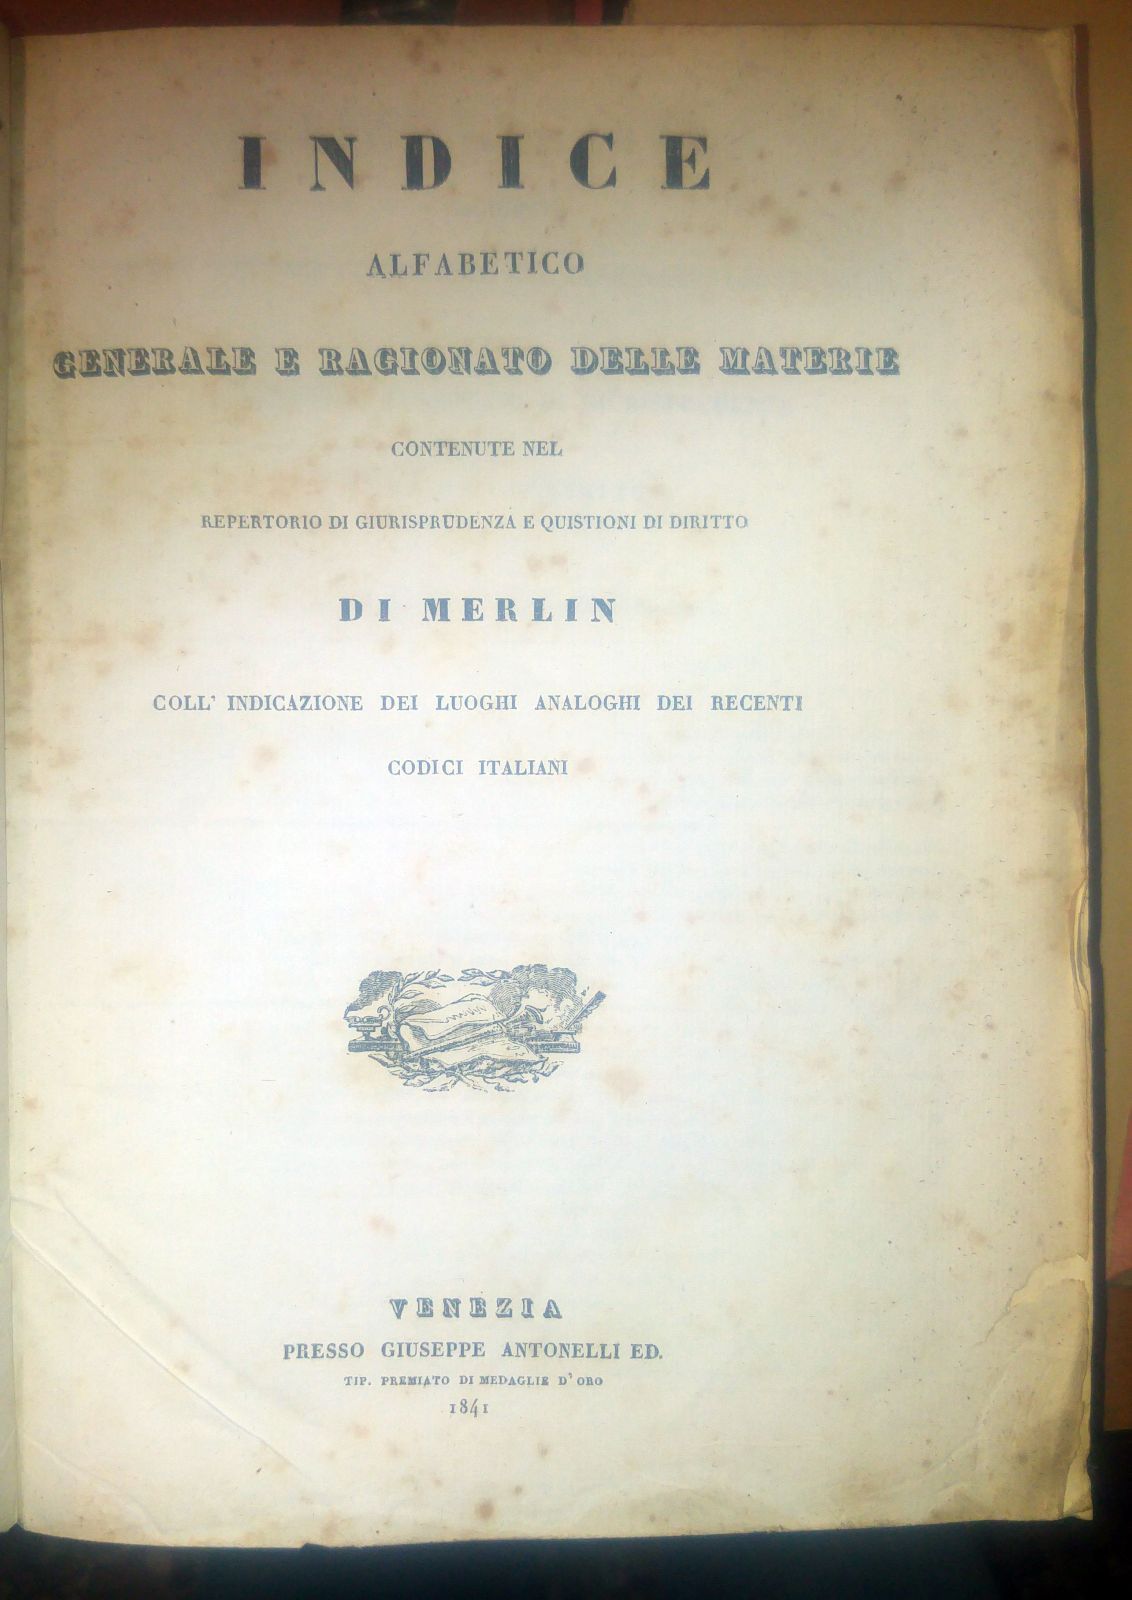 INDICE
ALFABETICO
GENERALE E RAGIONATO DELLE MATERIE
CONTENUTE NEL
REPERTORIO DI GIURISPRUDENZA E QUISTIONI DI DIRITTO
DI MERLIN
COLL' INDICAZIONE DEI LUOGHI ANALOGHI DEI RECENTI
CODICI ITALIANI
VENEZIA
PRESSO GIUSEPPE ANTONELLI ED.
TIP. PREMIATO DI MEDAGLIE D'ORO
1841